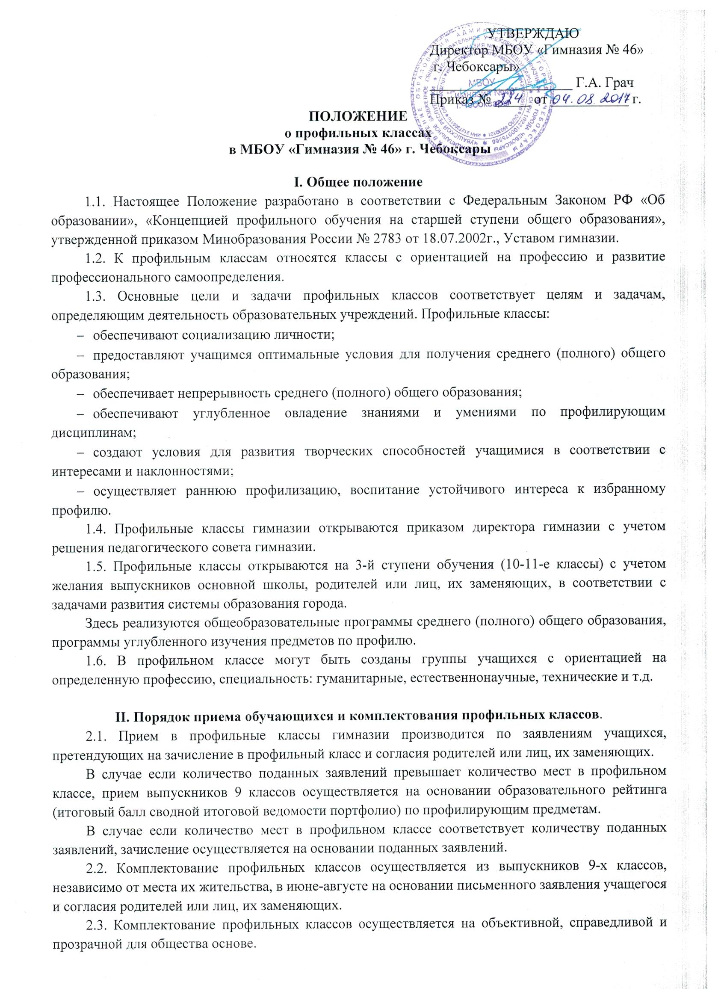 УТВЕРЖДАЮ
Директор МБОУ «Гимназия № 46»
г. Чебоксары»
____________________ Г.А. Грач
Приказ № 224 от 04.08.2017 г.
МБОУ
"Гимназия №46"
г.Чебоксары
ПОЛОЖЕНИЕ
о профильных классах
в МБОУ «Гимназия № 46» г. Чебоксары
I. Общее положение
1.1. Настоящее Положение разработано в соответствии с Федеральным Законом РФ «Об
образовании», «Концепцией профильного обучения на старшей ступени общего образования»,
утвержденной приказом Минобразования России № 2783 от 18.07.2002г., Уставом гимназии.
1.2. К профильным классам относятся классы с ориентацией на профессию и развитие
профессионального самоопределения.
1.3. Основные цели и задачи профильных классов соответствует целям и задачам,
определяющим деятельность образовательных учреждений. Профильные классы:
– обеспечивают социализацию личности;
– предоставляют учащимся оптимальные условия для получения среднего (полного) общего
образования;
– обеспечивает непрерывность среднего (полного) общего образования;
– обеспечивают углубленное овладение знаниями и умениями по профилирующим
дисциплинам;
– создают условия для развития творческих способностей учащимися в соответствии с
интересами и наклонностями;
– осуществляет раннюю профилизацию, воспитание устойчивого интереса к избранному
профилю.
1.4. Профильные классы гимназии открываются приказом директора гимназии с учетом
решения педагогического совета гимназии.
1.5. Профильные классы открываются на 3-й ступени обучения (10-11-е классы) с учетом
желания выпускников основной школы, родителей или лиц, их заменяющих, в соответствии с
задачами развития системы образования города.
Здесь реализуются общеобразовательные программы среднего (полного) общего образования,
программы углубленного изучения предметов по профилю.
1.6. В профильном классе могут быть созданы группы учащихся с ориентацией на
определенную профессию, специальность: гуманитарные, естественнонаучные, технические и т.д.
II. Порядок приема обучающихся и комплектования профильных классов.
2.1. Прием в профильные классы гимназии производится по заявлениям учащихся,
претендующих на зачисление в профильный класс и согласия родителей или лиц, их заменяющих.
В случае если количество поданных заявлений превышает количество мест в профильном
классе, прием выпускников 9 классов осуществляется на основании образовательного рейтинга
(итоговый балл сводной итоговой ведомости портфолио) по профилирующим предметам.
В случае если количество мест в профильном классе соответствует количеству поданных
заявлений, зачисление осуществляется на основании поданных заявлений.
2.2. Комплектование профильных классов осуществляется из выпускников 9-х классов,
независимо от места их жительства, в июне-августе на основании письменного заявления учащегося
и согласия родителей или лиц, их заменяющих.
2.3. Комплектование профильных классов осуществляется на объективной, справедливой и
прозрачной для общества основе.